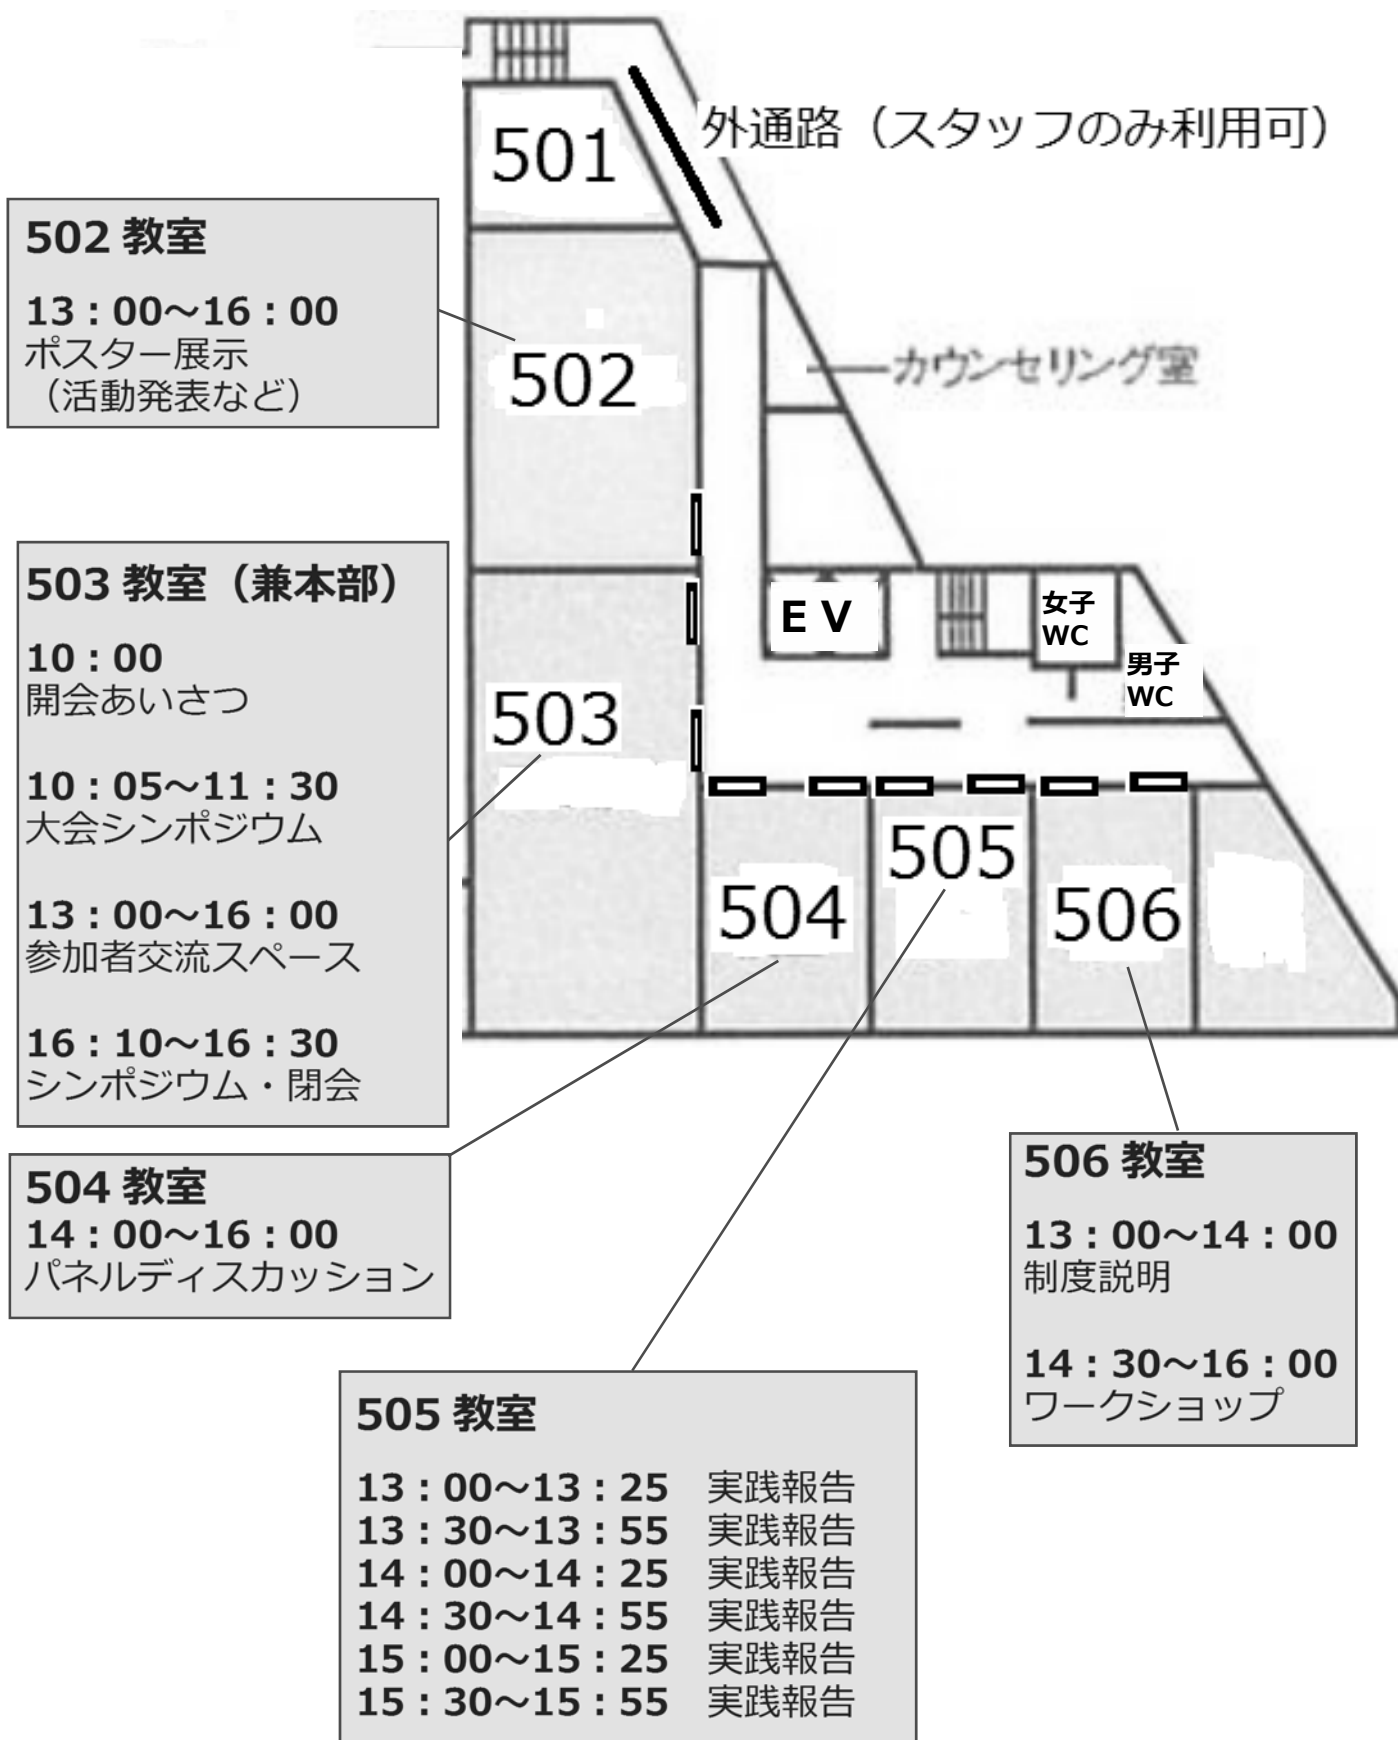 501
外通路（スタッフのみ利用可）
502 教室
13：00～16：00
ポスター展示
（活動発表など）
502
カウンセリング室
503 教室（兼本部）
10：00
開会あいさつ
10：05～11：30
大会シンポジウム
13：00～16：00
参加者交流スペース
16：10～16：30
シンポジウム・閉会
503
ＥＶ
女子
WC
男子
WC
504
505
506
504 教室
14：00～16：00
パネルディスカッション
506 教室
13：00～14：00
制度説明
14：30～16：00
ワークショップ
505 教室
13：00～13：25　実践報告
13：30～13：55　実践報告
14：00～14：25　実践報告
14：30～14：55　実践報告
15：00～15：25　実践報告
15：30～15：55　実践報告